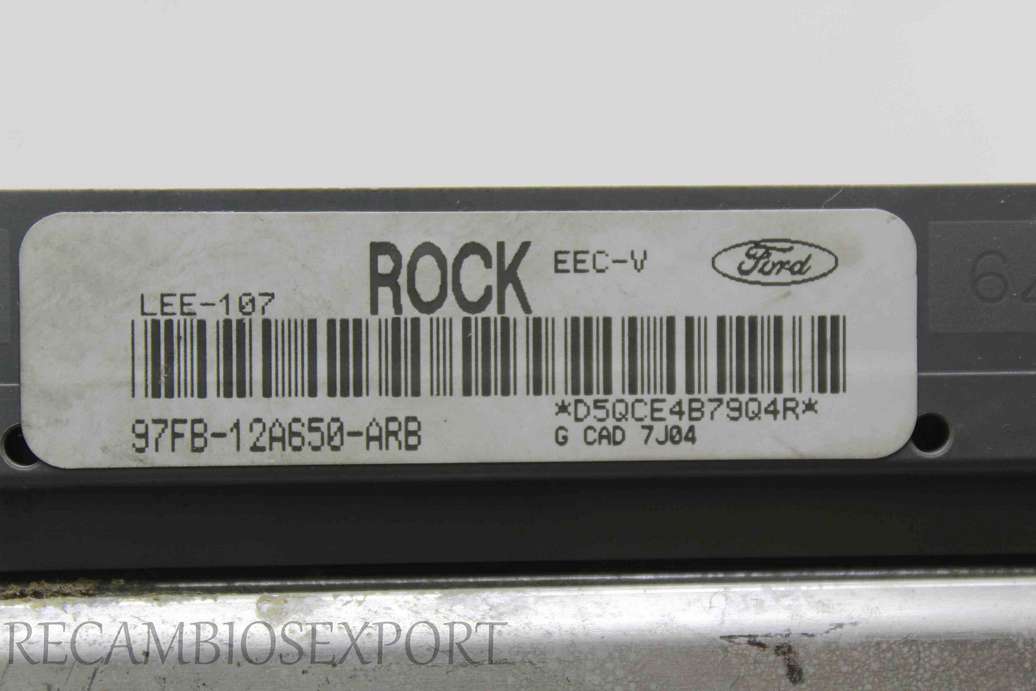 ROCK EEC-V Ford
LEE-107
*D5QCE4B79Q4R*
97FB-12A650-ARB
G CAD 7J04
RECAMBIOSEXPORT